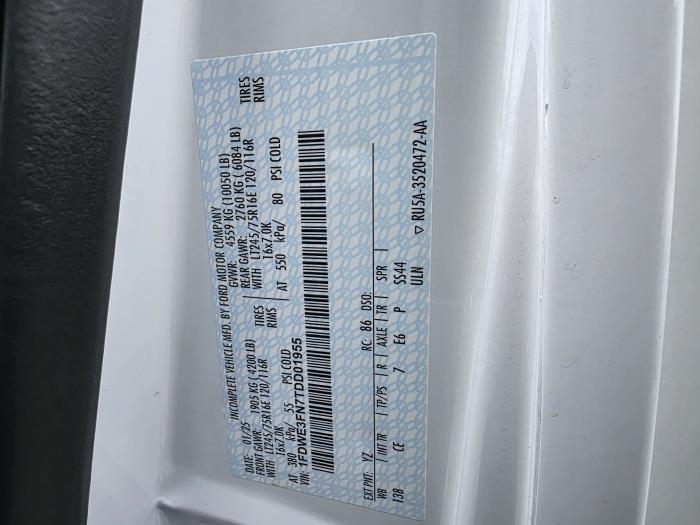 INCOMPLETE VEHICLE MFD. BY FORD MOTOR COMPANY
DATE: 01/25 GVWR: 4559 KG (10050 LB)
FRONT GAWR: 1905 KG (4200 LB) REAR GAWR: 2760 KG (6084 LB)
WITH LT245/75R16E 120/116R TIRES WITH LT245/75R16E 120/116R TIRES
16x7.0K RIMS 16x7.0K RIMS
AT 380 kPa/ 55 PSI COLD AT 550 kPa/ 80 PSI COLD
VIN: 1FDWE3FN7TDD01955
EXT PNT: YZ RC: 86 DSO:
WB INT TR TP/PS R AXLE TR SPR
138 CE 7 E6 P SS44
ULN
▽ RU5A-3520472-AA